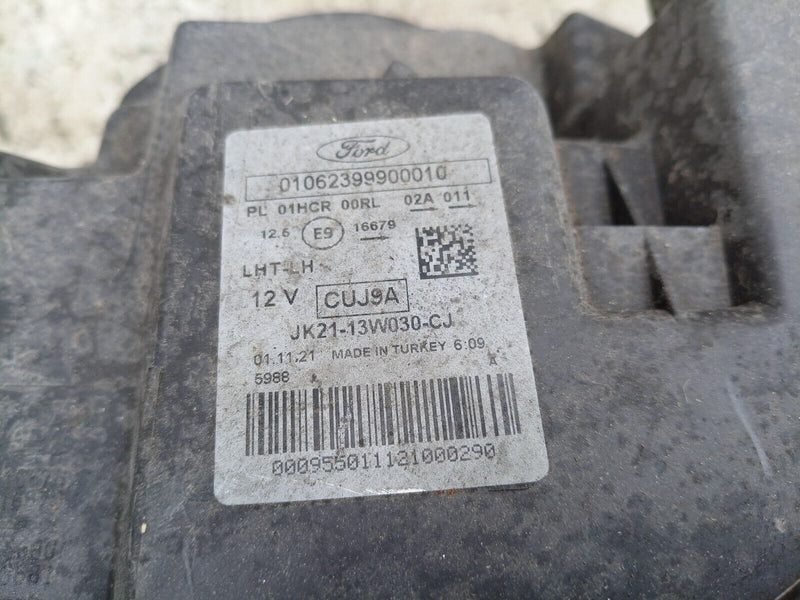 Ford
01062399900010
PL 01HCR 00RL 02A 011
12.5 E9 16679
LHT-LH
12 V CUJ9A
JK21-13W030-CJ
01.11.21 MADE IN TURKEY 6:09
5988 A
000955011121000290